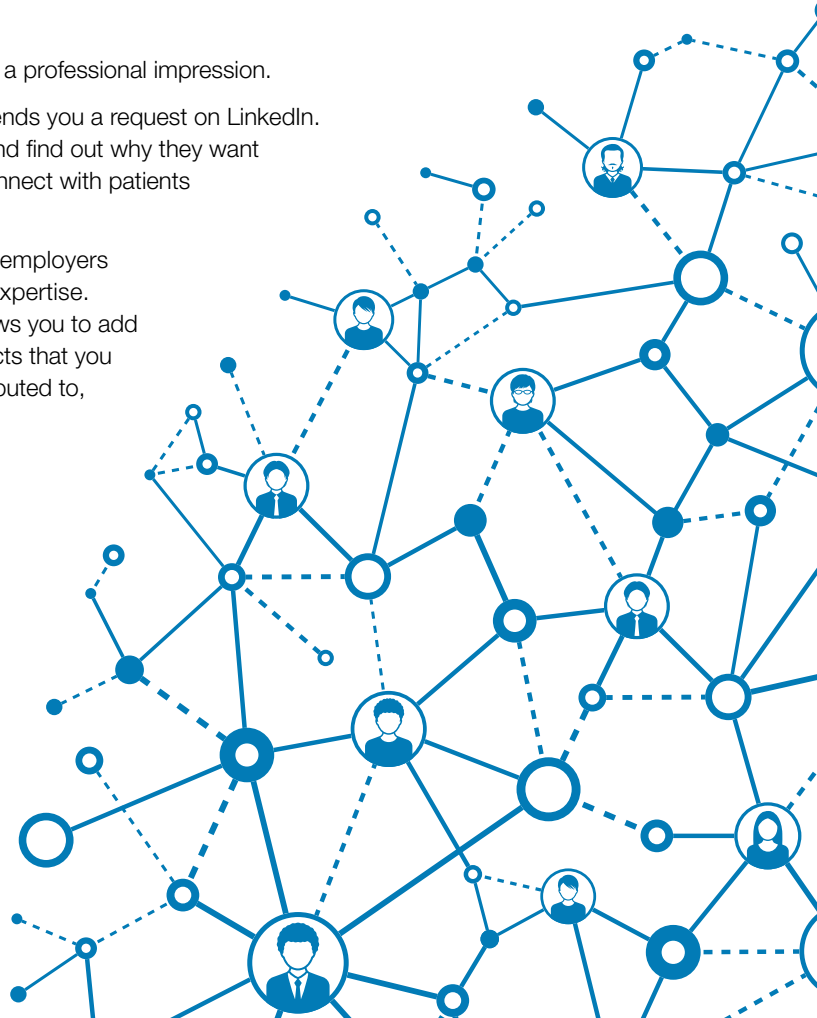 a professional impression.
ends you a request on LinkedIn.
nd find out why they want
nnect with patients
employers
xpertise.
ws you to add
cts that you
buted to,